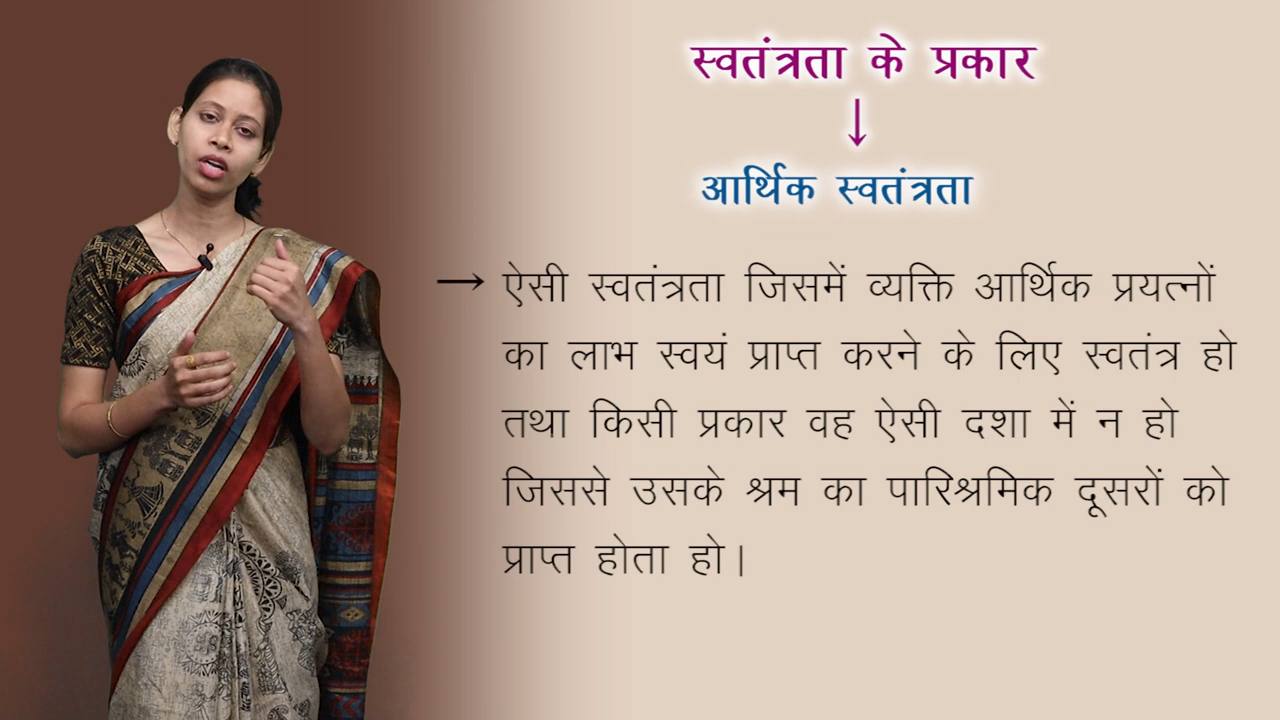 स्वतंत्रता के प्रकार
↓
आर्थिक स्वतंत्रता
→ ऐसी स्वतंत्रता जिसमें व्यक्ति आर्थिक प्रयत्नों
का लाभ स्वयं प्राप्त करने के लिए स्वतंत्र हो
तथा किसी प्रकार वह ऐसी दशा में न हो
जिससे उसके श्रम का पारिश्रमिक दूसरों को
प्राप्त होता हो।